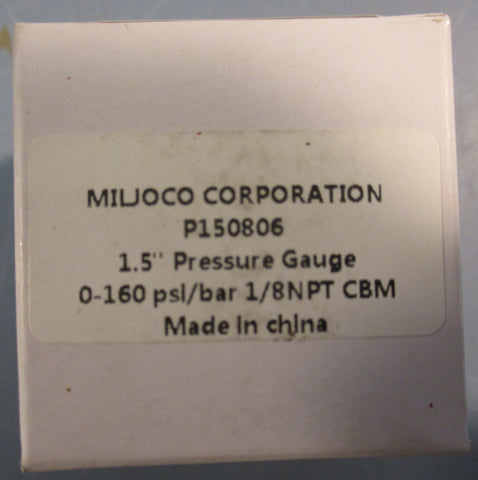 MILJOCO CORPORATION
P150806
1.5'' Pressure Gauge
0-160 psi/bar 1/8NPT CBM
Made in china